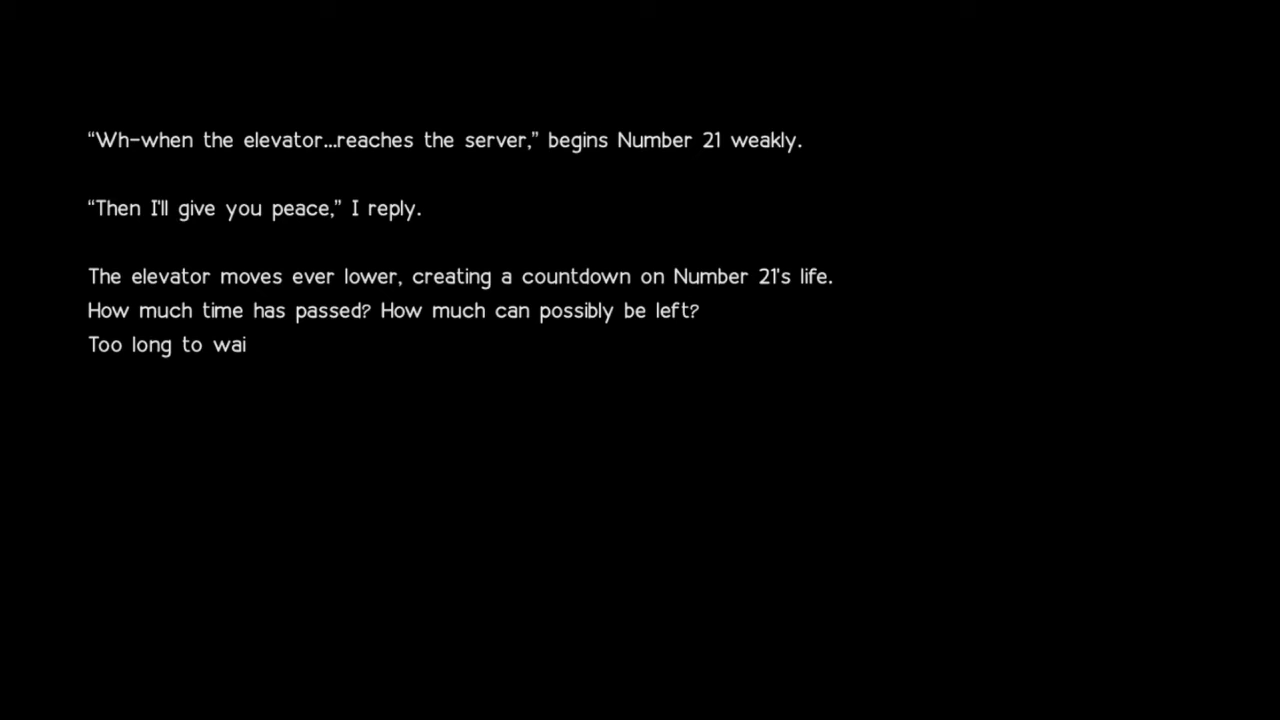 “Wh-when the elevator...reaches the server,” begins Number 21 weakly.
“Then I'll give you peace,” I reply.
The elevator moves ever lower, creating a countdown on Number 21's life.
How much time has passed? How much can possibly be left?
Too long to wai